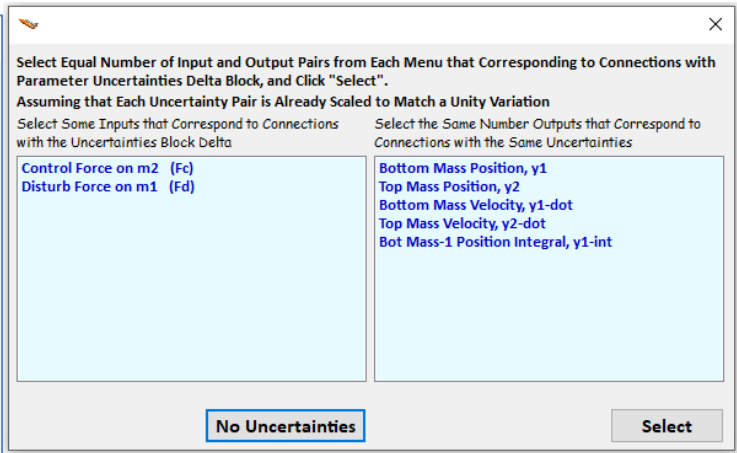 Select Equal Number of Input and Output Pairs from Each Menu that Corresponding to Connections with
Parameter Uncertainties Delta Block, and Click "Select".
Assuming that Each Uncertainty Pair is Already Scaled to Match a Unity Variation
Select Some Inputs that Correspond to Connections
with the Uncertainties Block Delta
Select the Same Number Outputs that Correspond to
Connections with the Same Uncertainties
Control Force on m2 (Fc)
Disturb Force on m1 (Fd)
Bottom Mass Position, y1
Top Mass Position, y2
Bottom Mass Velocity, y1-dot
Top Mass Velocity, y2-dot
Bot Mass-1 Position Integral, y1-int
No Uncertainties
Select